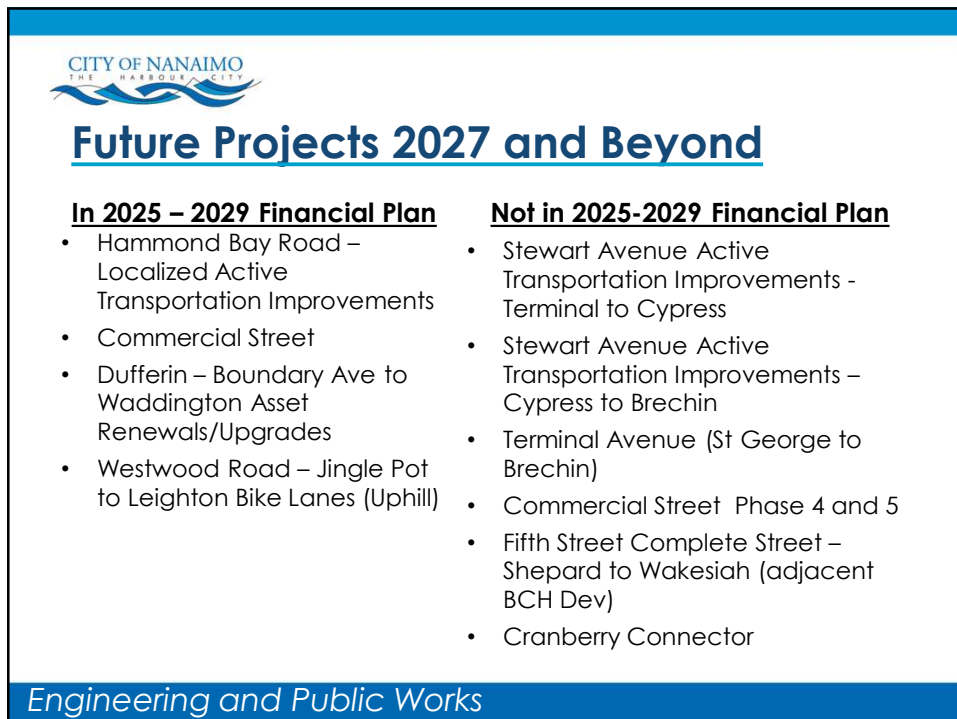 CITY OF NANAIMO
THE HARBOUR CITY
Future Projects 2027 and Beyond
In 2025 – 2029 Financial Plan
• Hammond Bay Road –
Localized Active
Transportation Improvements
• Commercial Street
• Dufferin – Boundary Ave to
Waddington Asset
Renewals/Upgrades
• Westwood Road – Jingle Pot
to Leighton Bike Lanes (Uphill)
Not in 2025-2029 Financial Plan
• Stewart Avenue Active
Transportation Improvements -
Terminal to Cypress
• Stewart Avenue Active
Transportation Improvements –
Cypress to Brechin
• Terminal Avenue (St George to
Brechin)
• Commercial Street Phase 4 and 5
• Fifth Street Complete Street –
Shepard to Wakesiah (adjacent
BCH Dev)
• Cranberry Connector
Engineering and Public Works